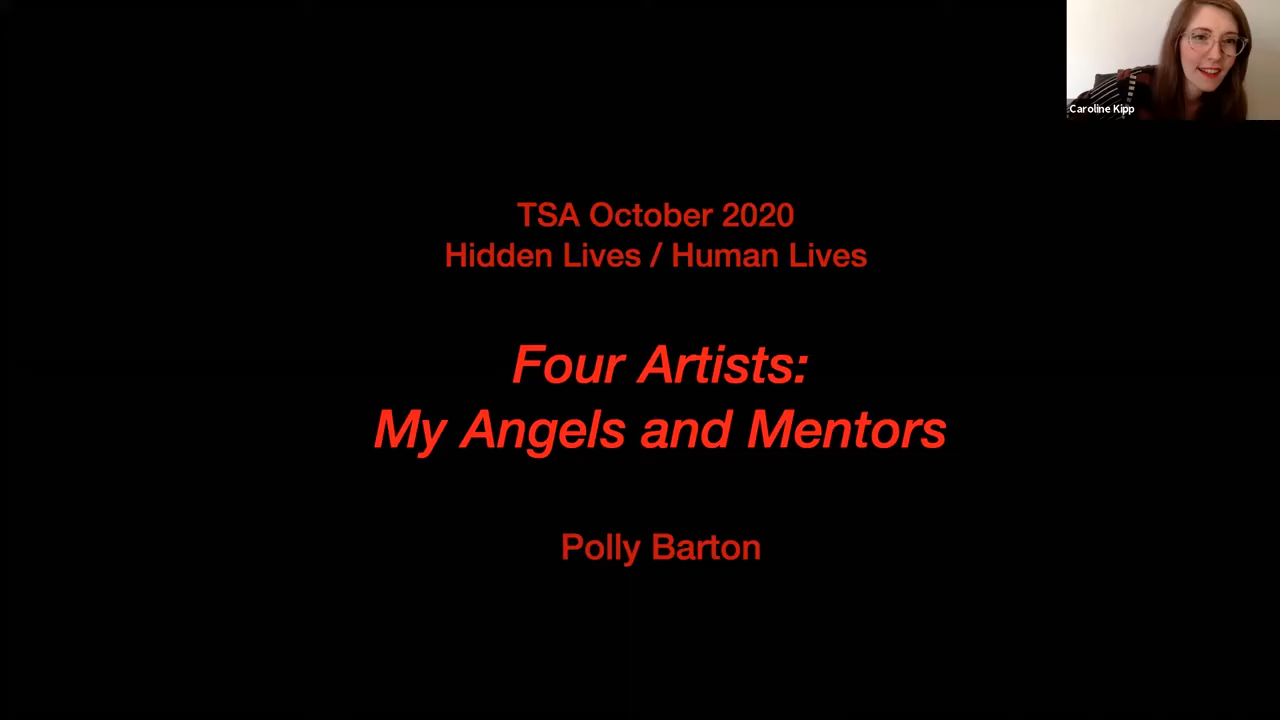 Caroline Kipp
TSA October 2020
Hidden Lives / Human Lives
Four Artists:
My Angels and Mentors
Polly Barton